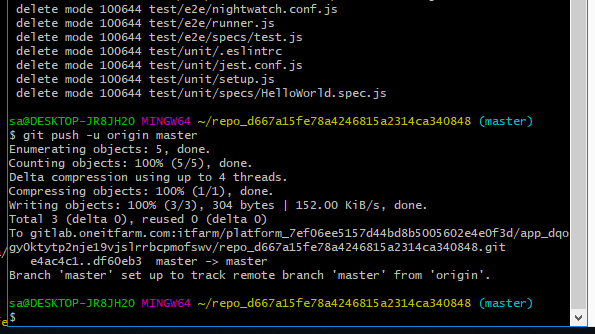 delete mode 100644 test/e2e/nightwatch.conf.js
delete mode 100644 test/e2e/runner.js
delete mode 100644 test/e2e/specs/test.js
delete mode 100644 test/unit/.eslintrc
delete mode 100644 test/unit/jest.conf.js
delete mode 100644 test/unit/setup.js
delete mode 100644 test/unit/specs/HelloWorld.spec.js
sa@DESKTOP-JR8JH2O MINGW64 ~/repo_d667a15fe78a4246815a2314ca340848 (master)
$ git push -u origin master
Enumerating objects: 5, done.
Counting objects: 100% (5/5), done.
Delta compression using up to 4 threads.
Compressing objects: 100% (1/1), done.
Writing objects: 100% (3/3), 304 bytes | 152.00 KiB/s, done.
Total 3 (delta 0), reused 0 (delta 0)
To gitlab.oneitfarm.com:itfarm/platform_7ef06ee5157d44bd8b5005602e4e0f3d/app_dqo
gy0ktytp2nje19vjslrrbcpmofswv/repo_d667a15fe78a4246815a2314ca340848.git
e4ac4c1..df60eb3 master -> master
Branch 'master' set up to track remote branch 'master' from 'origin'.
sa@DESKTOP-JR8JH2O MINGW64 ~/repo_d667a15fe78a4246815a2314ca340848 (master)
$